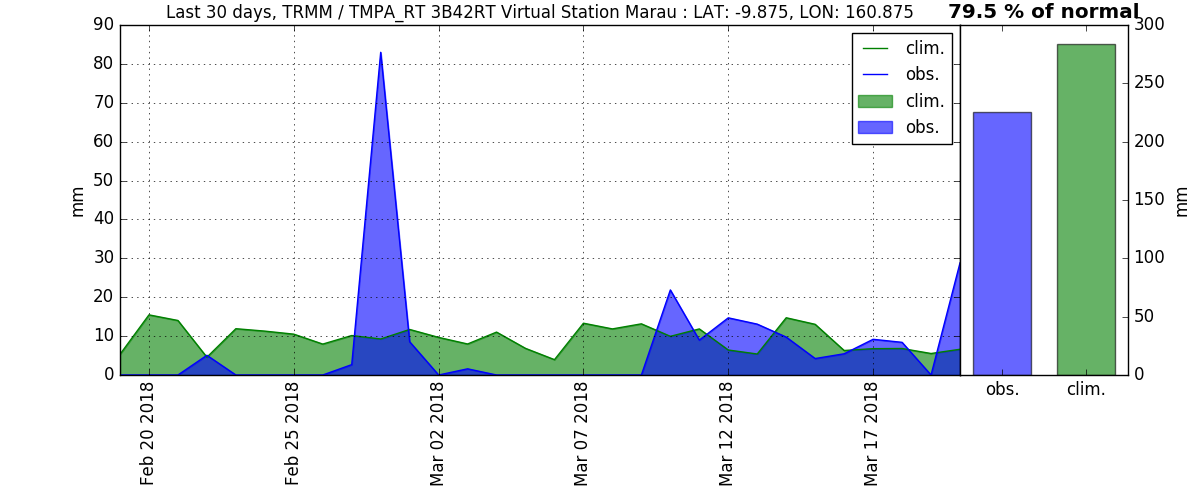 Last 30 days, TRMM / TMPA_RT 3B42RT Virtual Station Marau : LAT: -9.875, LON: 160.875
79.5 % of normal
90
80
70
60
50
40
30
20
10
0
mm
clim.
obs.
clim.
obs.
300
250
200
150
100
50
0
mm
obs.
clim.
Feb 20 2018
Feb 25 2018
Mar 02 2018
Mar 07 2018
Mar 12 2018
Mar 17 2018